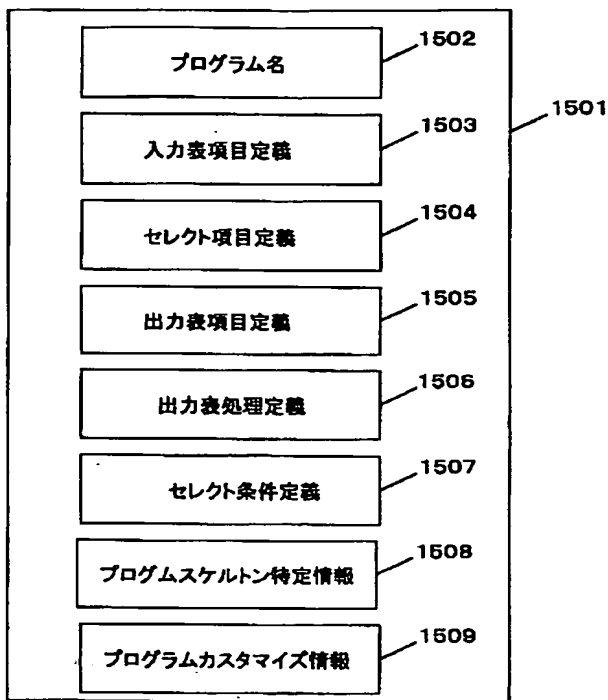 プログラム名
1502
1501
入力表項目定義
1503
セレクト項目定義
1504
出力表項目定義
1505
出力表処理定義
1506
セレクト条件定義
1507
プログムスケルトン特定情報
1508
プログラムカスタマイズ情報
1509